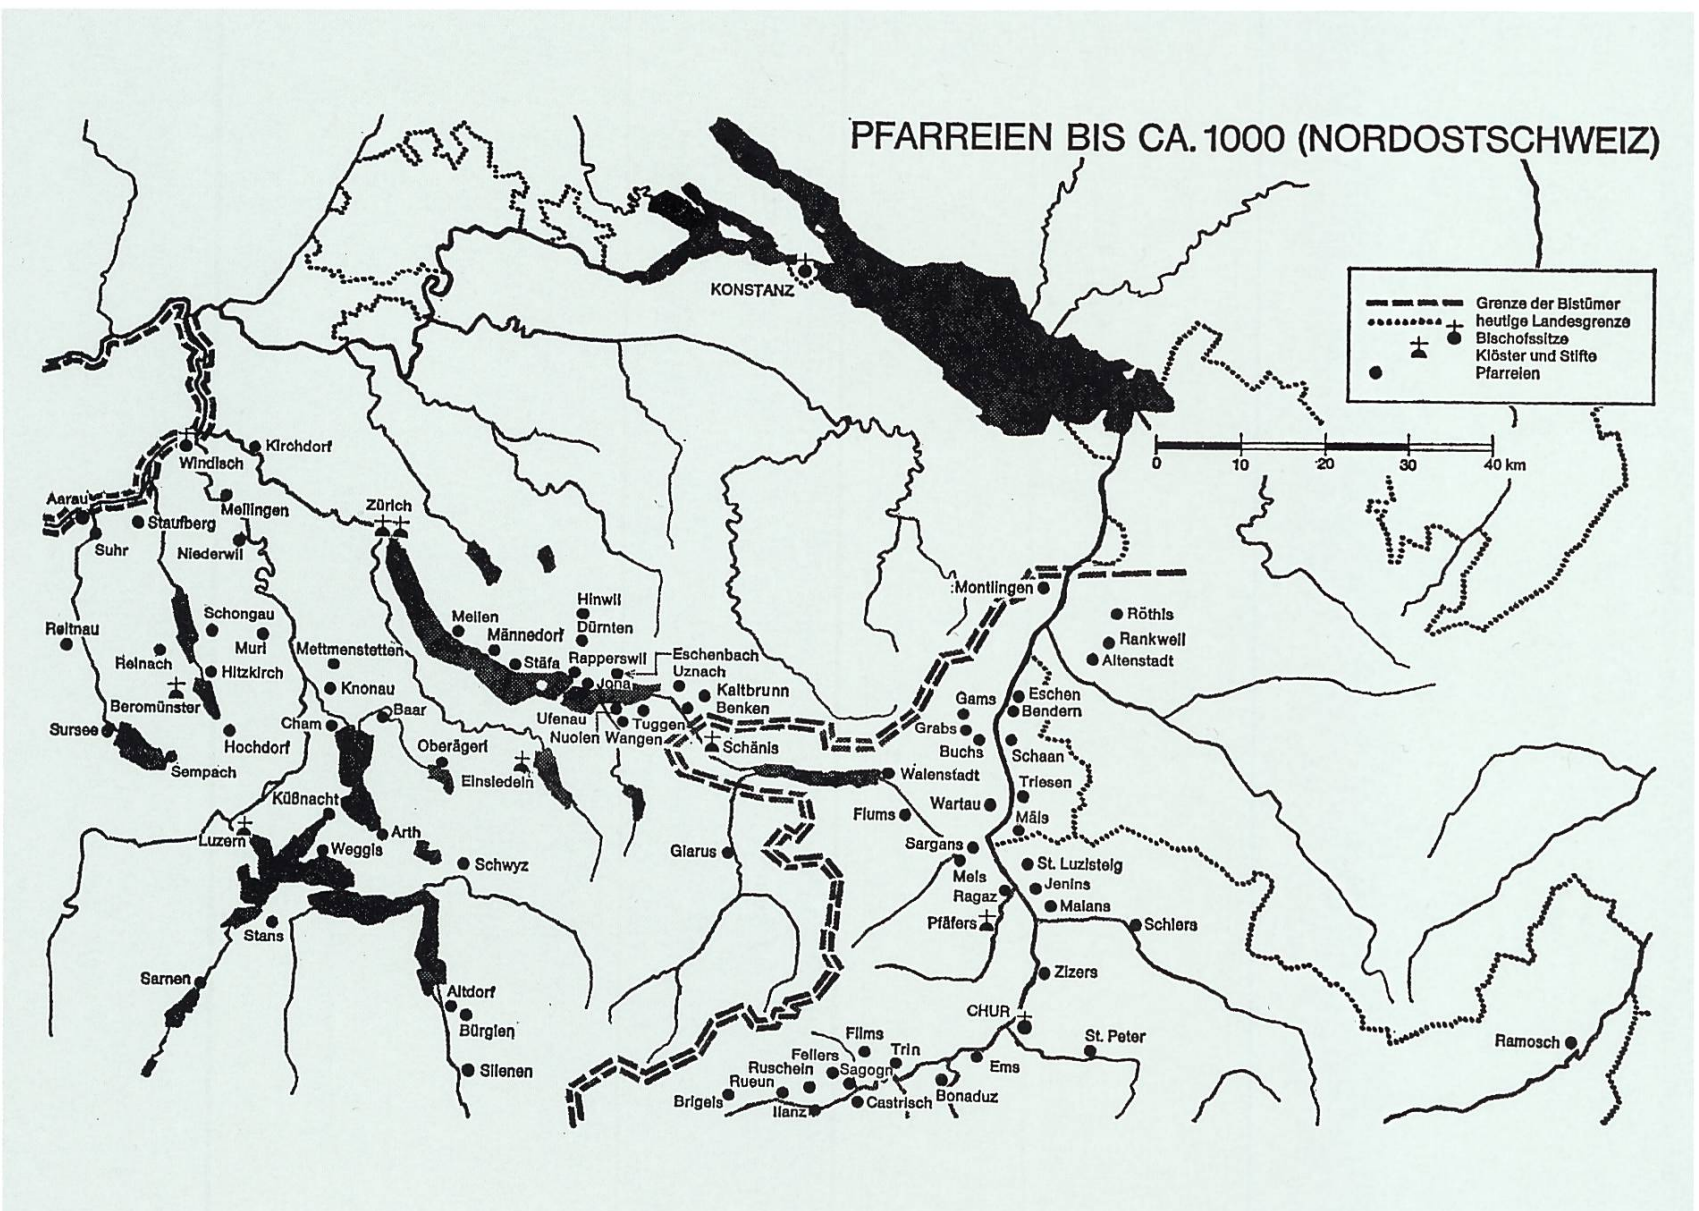 PFARREIEN BIS CA. 1000 (NORDOSTSCHWEIZ)
KONSTANZ
Grenze der Bistümer
heutige Landesgrenze
Bischofssitze
Klöster und Stifte
Pfarreien
0 10 20 30 40 km
Kirchdorf
Windisch
Aarau
Mellingen
Zürich
Staufberg
Suhr
Niederwil
Montlingen
Hinwil
Röthis
Schongau
Meilen
Dürnten
Reitnau
Männedorf
Rankweil
Muri
Mettmenstetten
Rapperswil
Eschenbach
Altenstadt
Reinach
Stäfa
Hitzkirch
Uznach
Knonau
Jona
Kaltbrunn
Eschen
Gams
Beromünster
Benken
Bendern
Baar
Cham
Ufenau
Tuggen
Grabs
Sursee
Nuolen Wangen
Schänis
Hochdorf
Oberägeri
Buchs
Schaan
Sempach
Einsiedeln
Walenstadt
Triesen
Küßnacht
Wartau
Flums
Mäls
Luzern
Arth
Weggis
Glarus
Sargans
Schwyz
St. Luzisteig
Mels
Jenins
Ragaz
Malans
Pfäfers
Schiers
Stans
Sarnen
Zizers
Altdorf
CHUR
Bürglen
Flims
St. Peter
Ramosch
Fellers
Trin
Silenen
Ruschein
Sagogn
Ems
Rueun
Brigels
Ilanz
Castrisch
Bonaduz